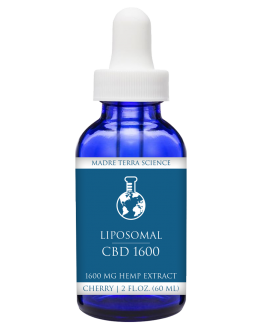 MADRE TERRA SCIENCE
LIPOSOMAL
CBD 1600
1600 MG HEMP EXTRACT
CHERRY | 2 FL OZ. (60 ML)